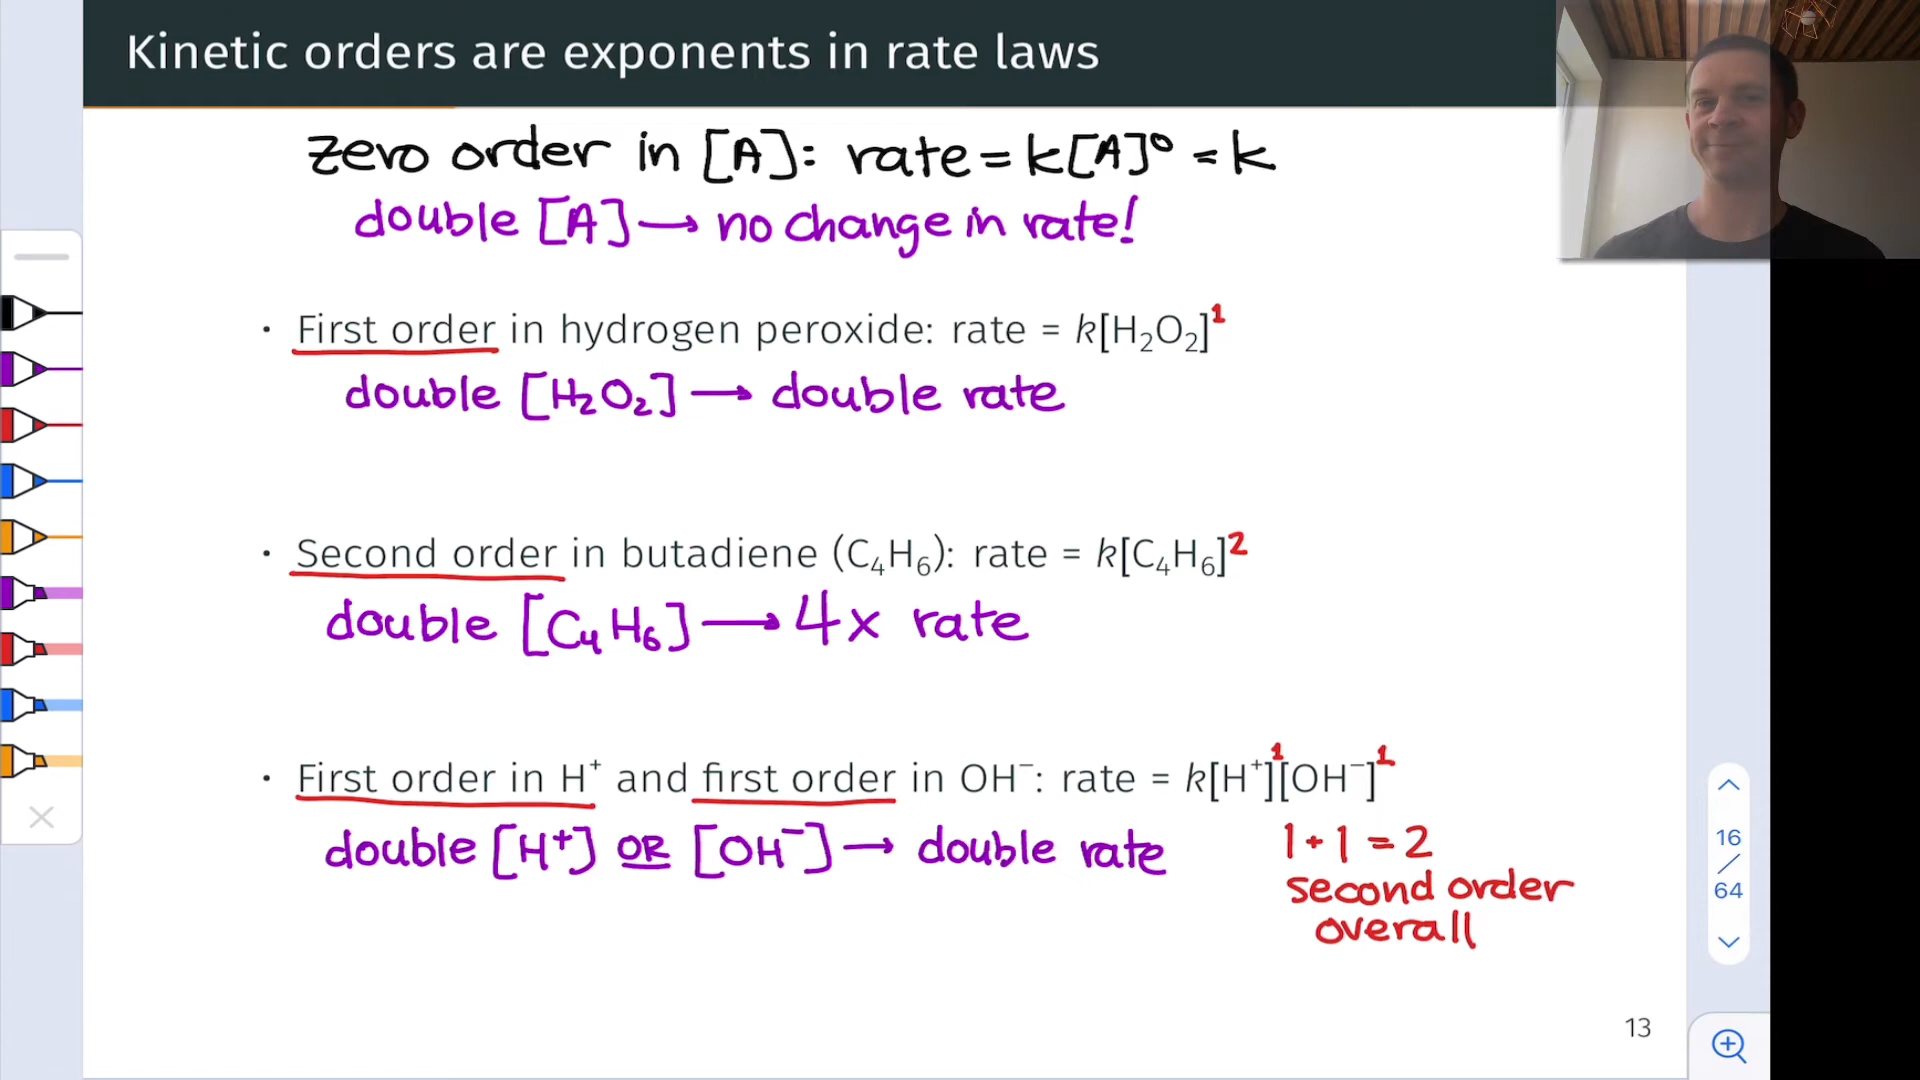 Kinetic orders are exponents in rate laws
zero order in [A]: rate = k[A]⁰ = k
double [A] → no change in rate!
· First order in hydrogen peroxide: rate = k[H₂O₂]¹
double [H₂O₂] → double rate
· Second order in butadiene (C₄H₆): rate = k[C₄H₆]²
double [C₄H₆] → 4x rate
· First order in H⁺ and first order in OH⁻: rate = k[H⁺]¹[OH⁻]¹
double [H⁺] OR [OH⁻] → double rate
1 + 1 = 2
second order
overall
16
/
64
13